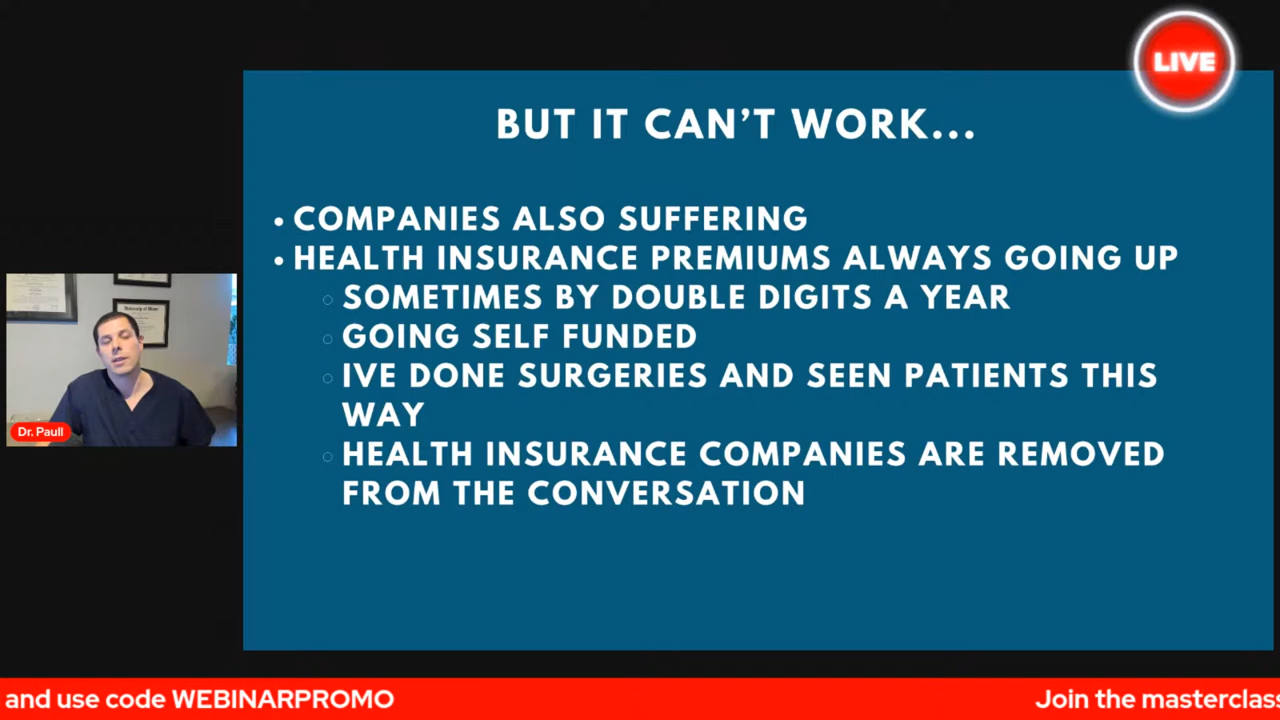 LIVE
BUT IT CAN'T WORK...
• COMPANIES ALSO SUFFERING
• HEALTH INSURANCE PREMIUMS ALWAYS GOING UP
◦ SOMETIMES BY DOUBLE DIGITS A YEAR
◦ GOING SELF FUNDED
◦ IVE DONE SURGERIES AND SEEN PATIENTS THIS
WAY
◦ HEALTH INSURANCE COMPANIES ARE REMOVED
FROM THE CONVERSATION
Dr. Paull
and use code WEBINARPROMO
Join the masterclass